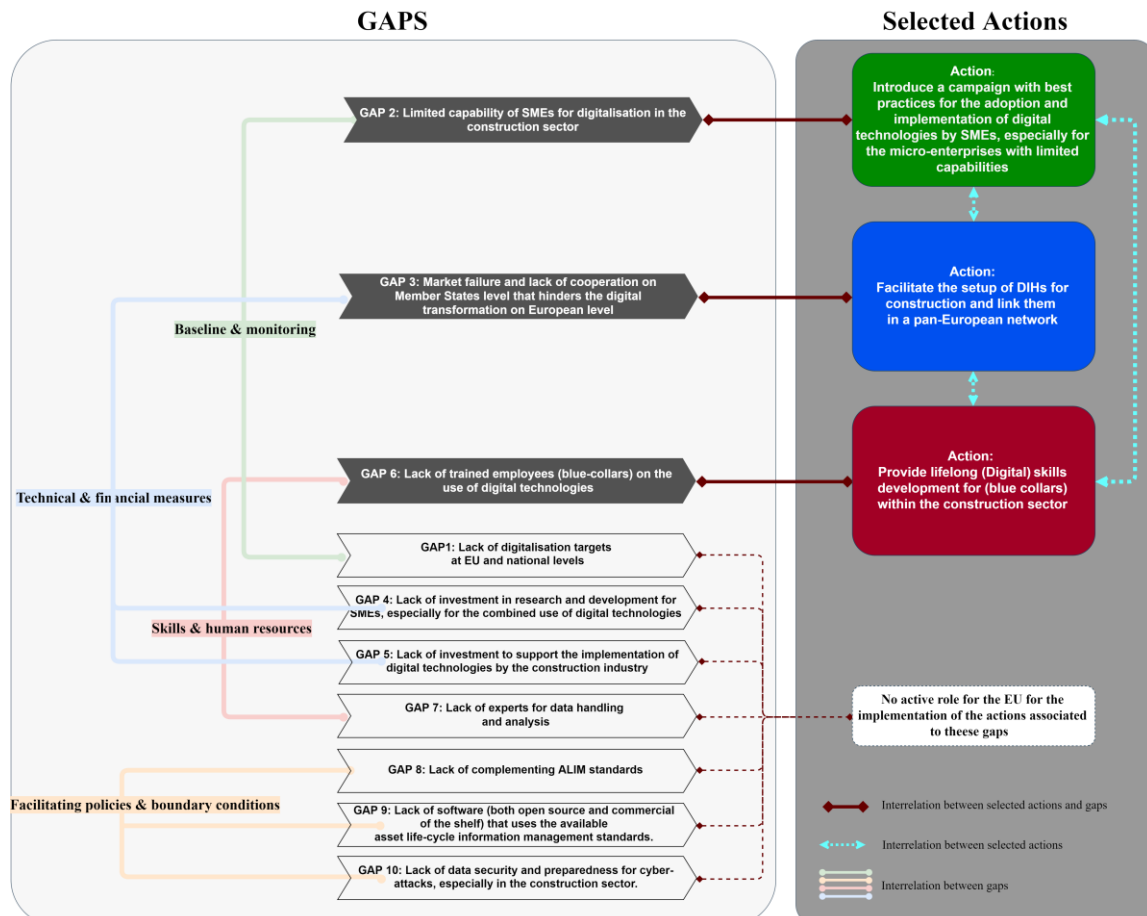 GAPS
Selected Actions
GAP 2: Limited capability of SMEs for digitalisation in the
construction sector
Action:
Introduce a campaign with best
practices for the adoption and
implementation of digital
technologies by SMEs, especially for
the micro-enterprises with limited
capabilities
GAP 3: Market failure and lack of cooperation on
Member States level that hinders the digital
transformation on European level
Action:
Facilitate the setup of DIHs for
construction and link them
in a pan-European network
Baseline & monitoring
GAP 6: Lack of trained employees (blue-collars) on the
use of digital technologies
Action:
Provide lifelong (Digital) skills
development for (blue collars)
within the construction sector
Technical & financial measures
GAP1: Lack of digitalisation targets
at EU and national levels
GAP 4: Lack of investment in research and development for
SMEs, especially for the combined use of digital technologies
Skills & human resources
GAP 5: Lack of investment to support the implementation of
digital technologies by the construction industry
GAP 7: Lack of experts for data handling
and analysis
No active role for the EU for the
implementation of the actions associated
to theese gaps
GAP 8: Lack of complementing ALIM standards
Facilitating policies & boundary conditions
GAP 9: Lack of software (both open source and commercial
of the shelf) that uses the available
asset life-cycle information management standards.
GAP 10: Lack of data security and preparedness for cyber-
attacks, especially in the construction sector.
Interrelation between selected actions and gaps
Interrelation between selected actions
Interrelation between gaps